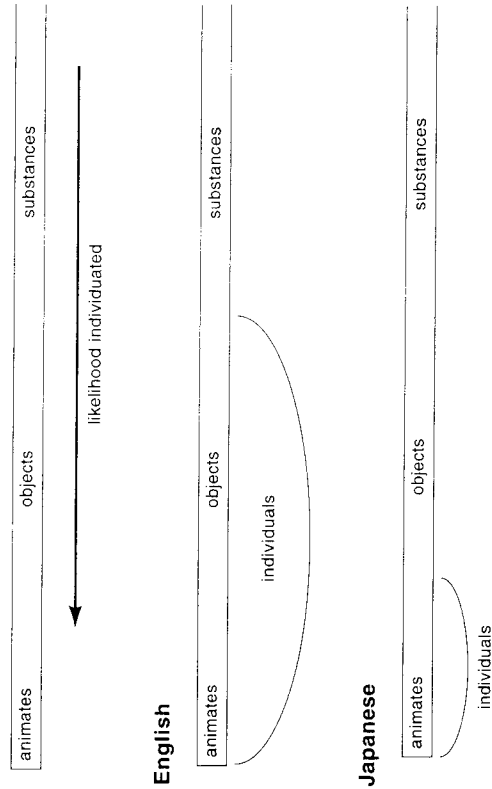 animates objects substances
likelihood individuated
English
animates objects substances
individuals
Japanese
animates objects substances
individuals